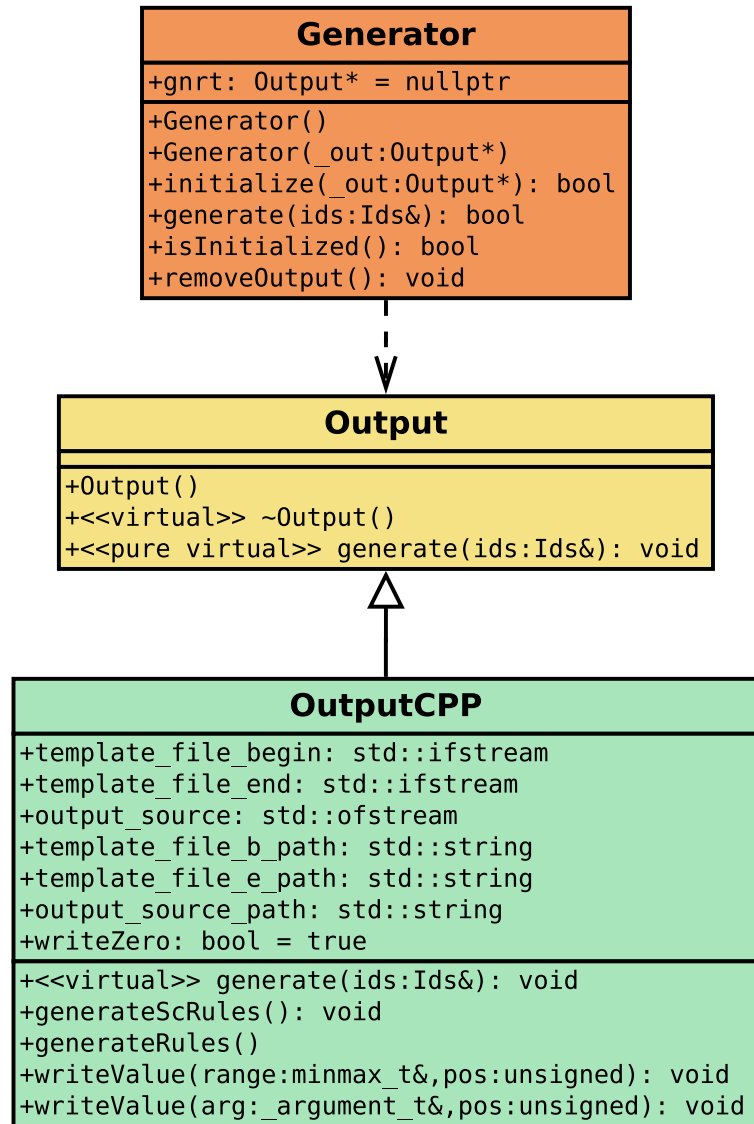 Generator
+gnrt: Output* = nullptr
+Generator()
+Generator(_out:Output*)
+initialize(_out:Output*): bool
+generate(ids:Ids&): bool
+isInitialized(): bool
+removeOutput(): void
Output
+Output()
+<<virtual>> ~Output()
+<<pure virtual>> generate(ids:Ids&): void
OutputCPP
+template_file_begin: std::ifstream
+template_file_end: std::ifstream
+output_source: std::ofstream
+template_file_b_path: std::string
+template_file_e_path: std::string
+output_source_path: std::string
+writeZero: bool = true
+<<virtual>> generate(ids:Ids&): void
+generateScRules(): void
+generateRules()
+writeValue(range:minmax_t&,pos:unsigned): void
+writeValue(arg:_argument_t&,pos:unsigned): void